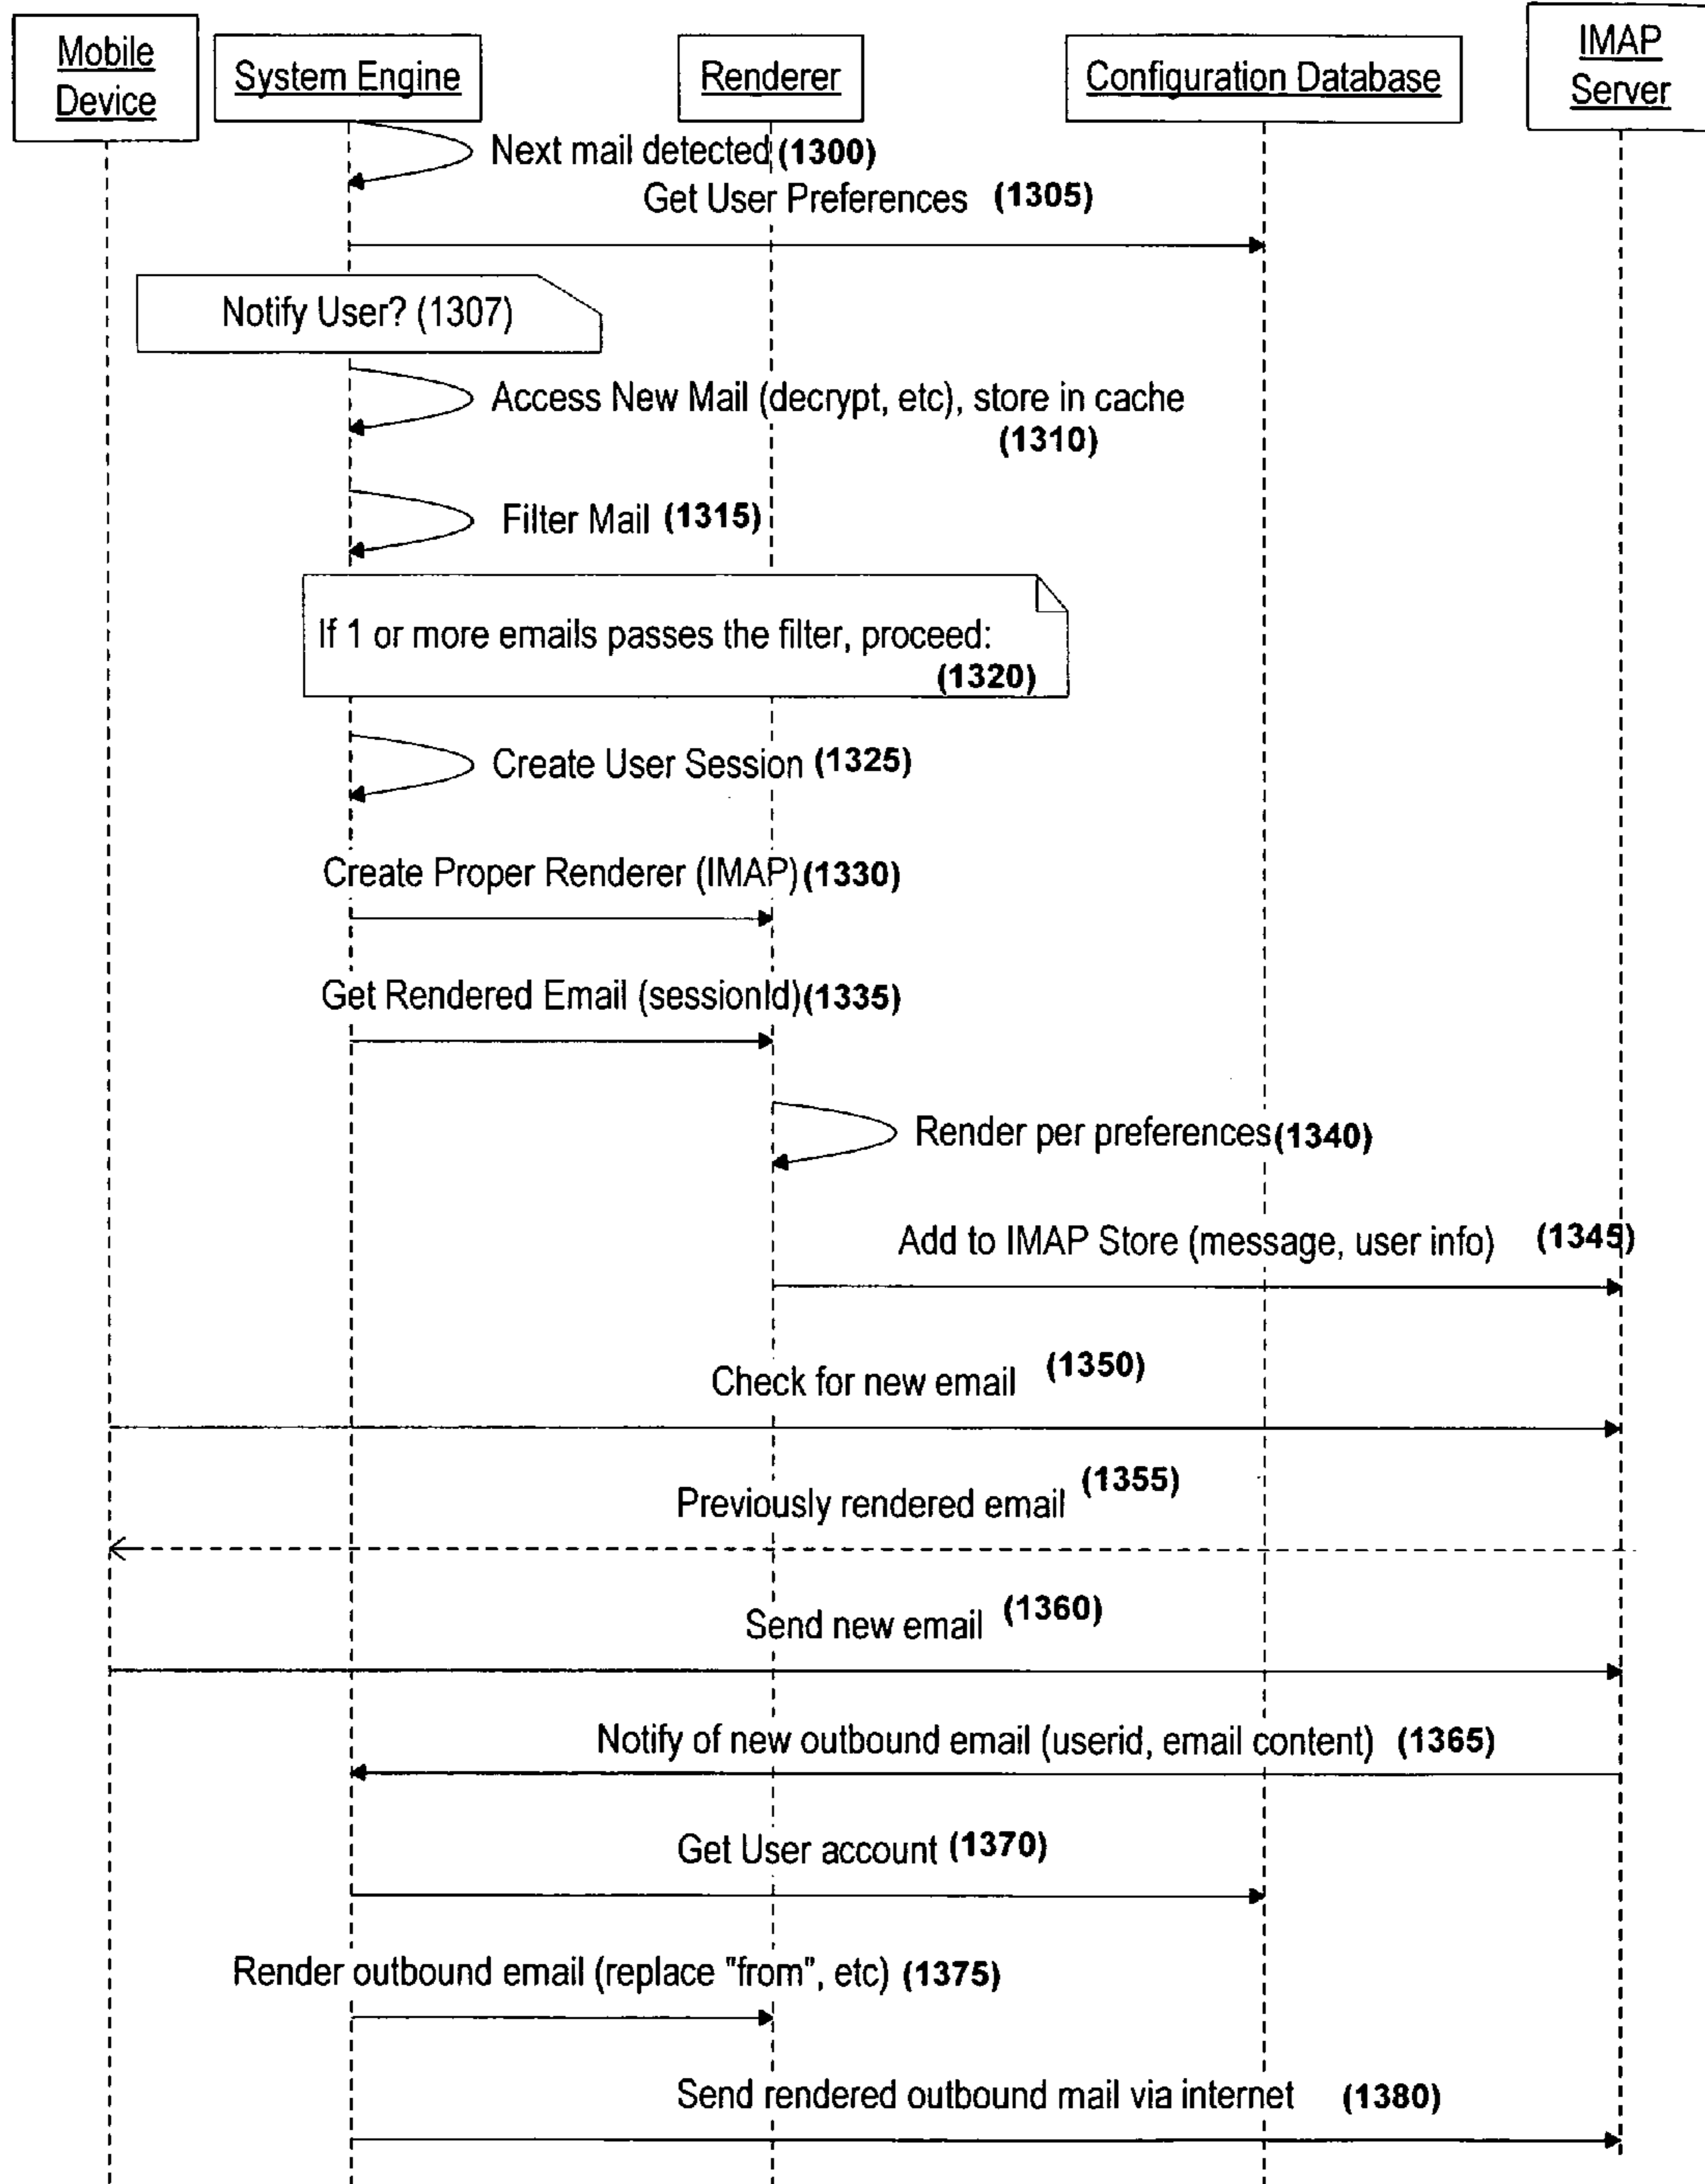 Mobile
Device
System Engine
Renderer
Configuration Database
IMAP
Server
Next mail detected (1300)
Get User Preferences (1305)
Notify User? (1307)
Access New Mail (decrypt, etc), store in cache
(1310)
Filter Mail (1315)
If 1 or more emails passes the filter, proceed:
(1320)
Create User Session (1325)
Create Proper Renderer (IMAP) (1330)
Get Rendered Email (sessionId) (1335)
Render per preferences (1340)
Add to IMAP Store (message, user info) (1345)
Check for new email (1350)
Previously rendered email (1355)
Send new email (1360)
Notify of new outbound email (userid, email content) (1365)
Get User account (1370)
Render outbound email (replace "from", etc) (1375)
Send rendered outbound mail via internet (1380)